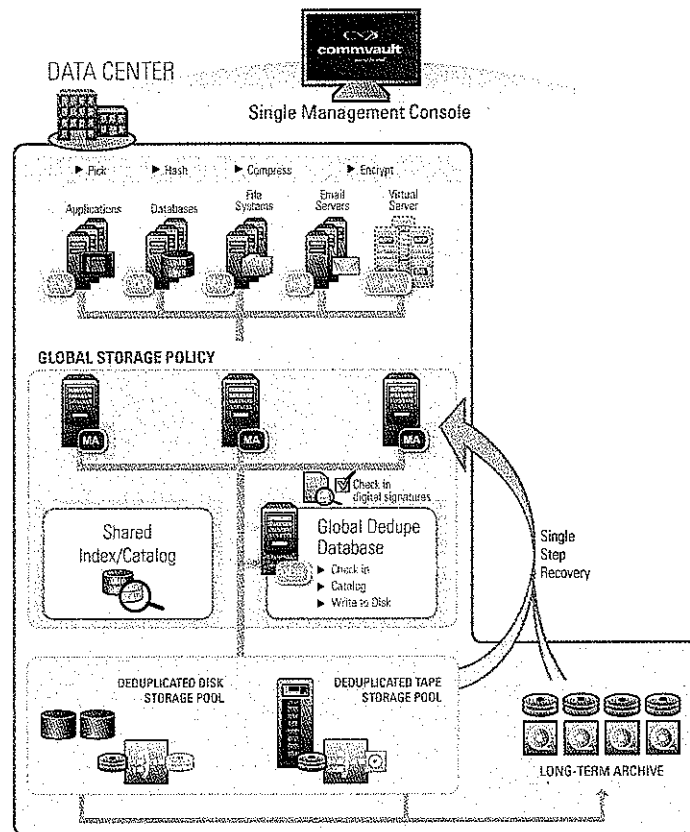 commvault
DATA CENTER
Single Management Console
▶ Pick
▶ Hash
▶ Compress
▶ Encrypt
Applications
Databases
File
Systems
Email
Servers
Virtual
Server
GLOBAL STORAGE POLICY
MA
MA
MA
Check in
digital signatures
Shared
Index/Catalog
Global Dedupe
Database
▶ Check in
▶ Catalog
▶ Write to Disk
Single
Step
Recovery
DEDUPLICATED DISK
STORAGE POOL
DEDUPLICATED TAPE
STORAGE POOL
LONG-TERM ARCHIVE